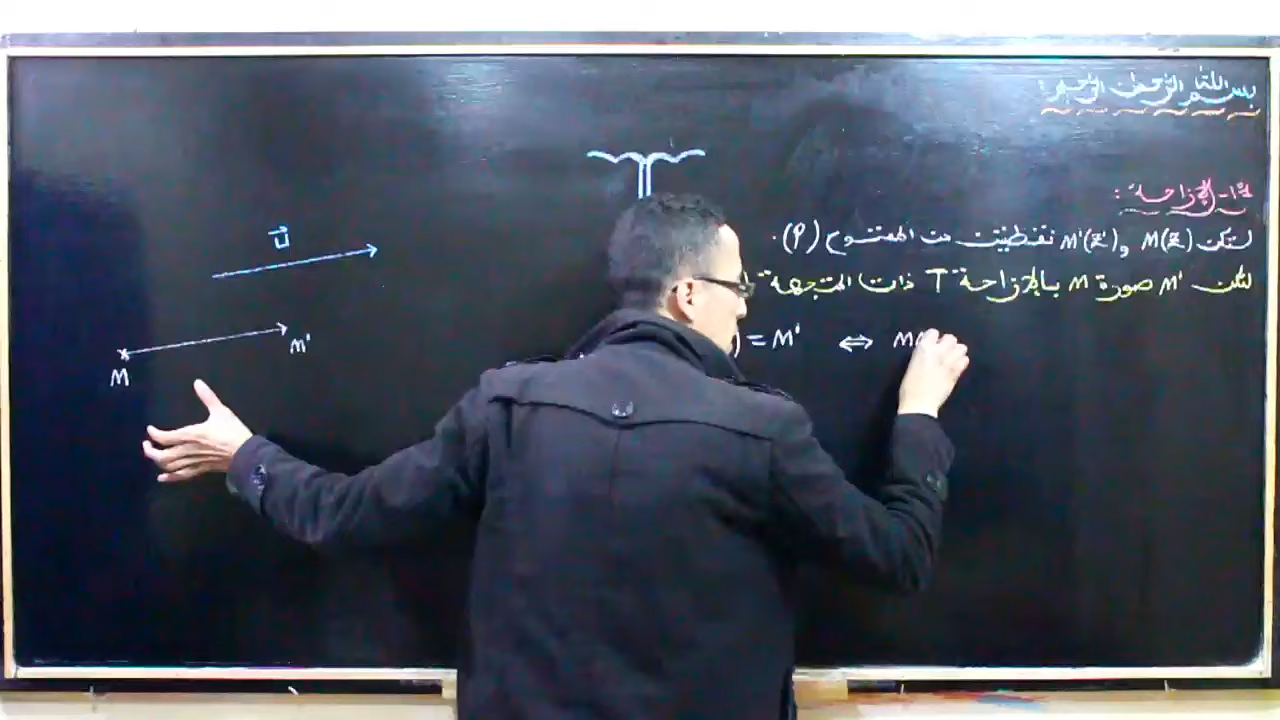 بسم الله الرحمن الرحيم :
1- الإزاحة :
لتكن M(z) و M'(z') نقطتين من المستوى (P).
لتكن M' صورة M بالإزاحة T ذات المتجهة
) = M' ⇔ M
u⃗
M
M'